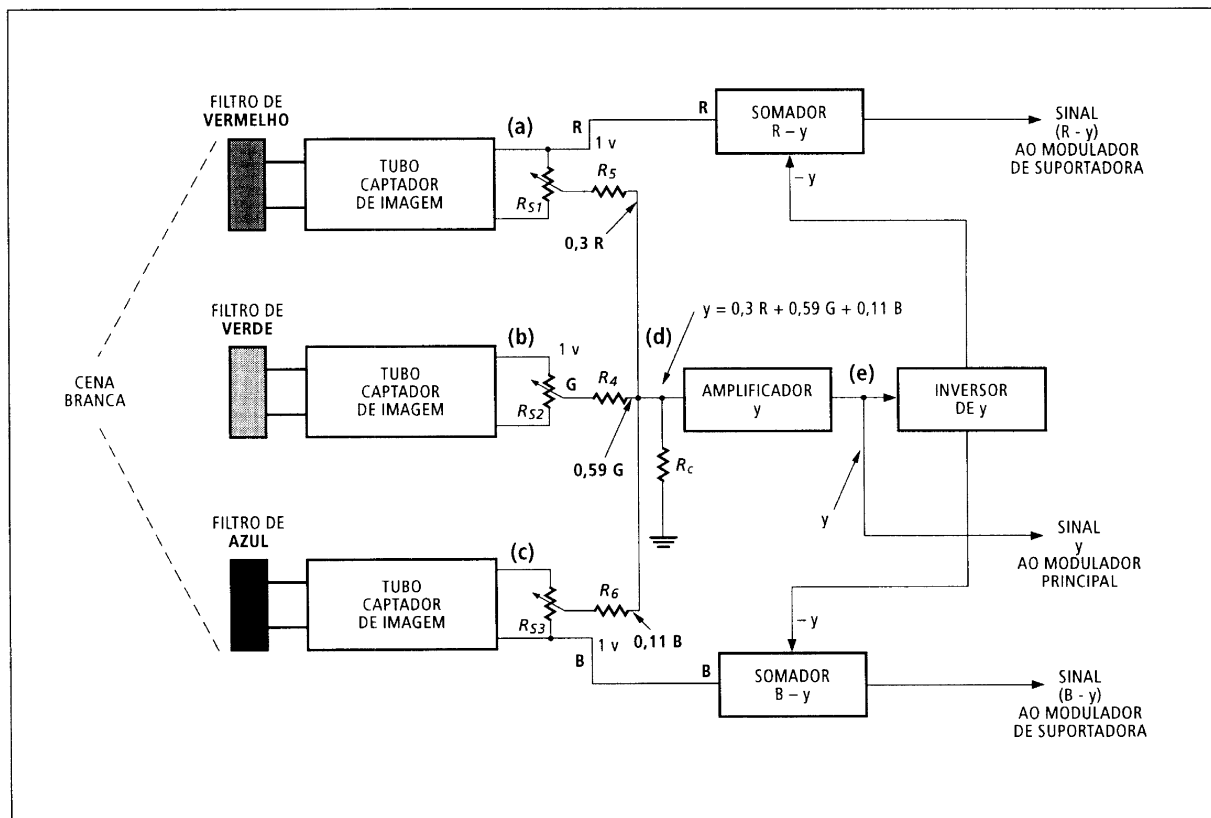 FILTRO DE
VERMELHO
TUBO
CAPTADOR
DE IMAGEM
(a)
R
1 v
RS1
R5
0,3 R
R
SOMADOR
R – y
SINAL
(R - y)
AO MODULADOR
DE SUPORTADORA
– y
CENA
BRANCA
FILTRO DE
VERDE
TUBO
CAPTADOR
DE IMAGEM
(b)
1 v
G
RS2
R4
0,59 G
(d)
y = 0,3 R + 0,59 G + 0,11 B
Rc
AMPLIFICADOR
y
(e)
INVERSOR
DE y
y
SINAL
y
AO MODULADOR
PRINCIPAL
FILTRO DE
AZUL
TUBO
CAPTADOR
DE IMAGEM
(c)
RS3
R6
1 v
0,11 B
B
B
– y
SOMADOR
B – y
SINAL
(B - y)
AO MODULADOR
DE SUPORTADORA